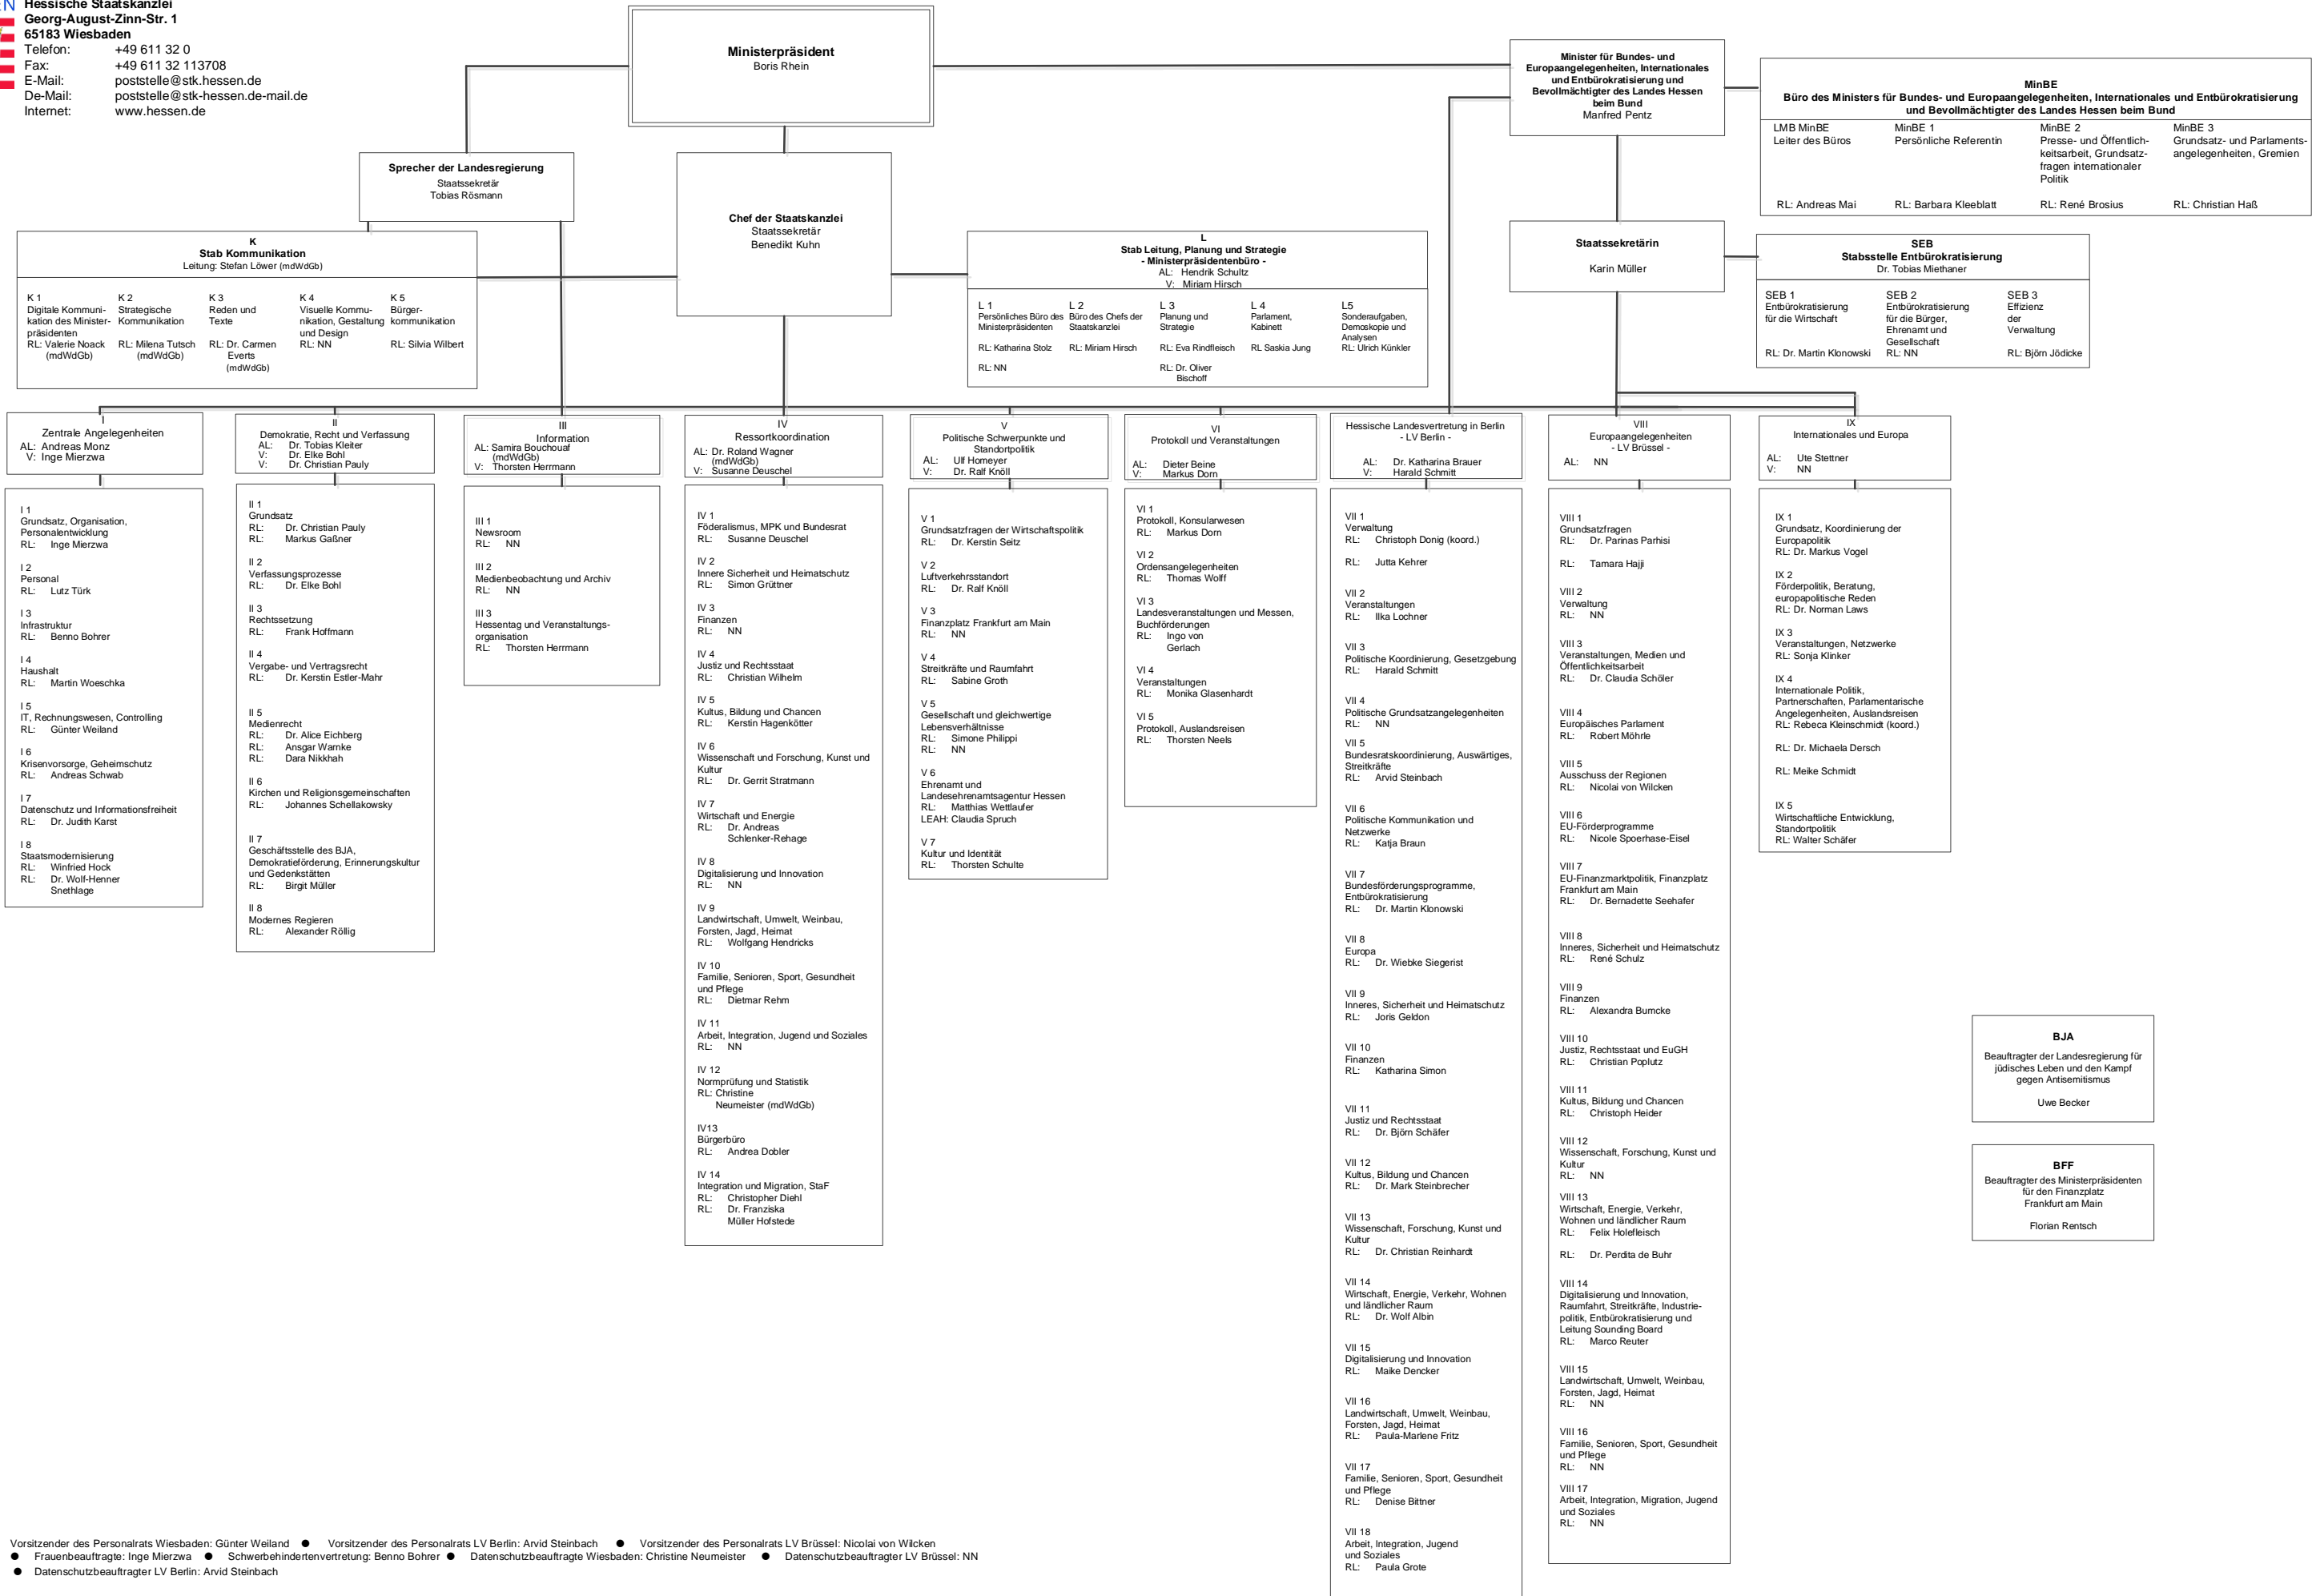 EN
Hessische Staatskanzlei
Georg-August-Zinn-Str. 1
65183 Wiesbaden
Telefon: +49 611 32 0
Fax: +49 611 32 113708
E-Mail: poststelle@stk.hessen.de
De-Mail: poststelle@stk-hessen.de-mail.de
Internet: www.hessen.de
Ministerpräsident
Boris Rhein
Minister für Bundes- und
Europaangelegenheiten, Internationales
und Entbürokratisierung und
Bevollmächtigter des Landes Hessen
beim Bund
Manfred Pentz
MinBE
Büro des Ministers für Bundes- und Europaangelegenheiten, Internationales und Entbürokratisierung
und Bevollmächtigter des Landes Hessen beim Bund
LMB MinBE
Leiter des Büros
RL: Andreas Mai
MinBE 1
Persönliche Referentin
RL: Barbara Kleeblatt
MinBE 2
Presse- und Öffentlich-
keitsarbeit, Grundsatz-
fragen internationaler
Politik
RL: René Brosius
MinBE 3
Grundsatz- und Parlaments-
angelegenheiten, Gremien
RL: Christian Haß
Sprecher der Landesregierung
Staatssekretär
Tobias Rösmann
Chef der Staatskanzlei
Staatssekretär
Benedikt Kuhn
Staatssekretärin
Karin Müller
K
Stab Kommunikation
Leitung: Stefan Löwer (mdWdGb)
K 1
Digitale Kommuni-
kation des Minister-
präsidenten
RL: Valerie Noack
(mdWdGb)
K 2
Strategische
Kommunikation
RL: Milena Tutsch
(mdWdGb)
K 3
Reden und
Texte
RL: Dr. Carmen
Everts
(mdWdGb)
K 4
Visuelle Kommu-
nikation, Gestaltung
und Design
RL: NN
K 5
Bürger-
kommunikation
RL: Silvia Wilbert
L
Stab Leitung, Planung und Strategie
- Ministerpräsidentenbüro -
AL: Hendrik Schultz
V: Miriam Hirsch
L 1
Persönliches Büro des
Ministerpräsidenten
RL: Katharina Stolz
RL: NN
L 2
Büro des Chefs der
Staatskanzlei
RL: Miriam Hirsch
L 3
Planung und
Strategie
RL: Eva Rindfleisch
RL: Dr. Oliver
Bischoff
L 4
Parlament,
Kabinett
RL Saskia Jung
L5
Sonderaufgaben,
Demoskopie und
Analysen
RL: Ulrich Künkler
SEB
Stabsstelle Entbürokratisierung
Dr. Tobias Miethaner
SEB 1
Entbürokratisierung
für die Wirtschaft
RL: Dr. Martin Klonowski
SEB 2
Entbürokratisierung
für die Bürger,
Ehrenamt und
Gesellschaft
RL: NN
SEB 3
Effizienz
der
Verwaltung
RL: Björn Jödicke
I
Zentrale Angelegenheiten
AL: Andreas Monz
V: Inge Mierzwa
I 1
Grundsatz, Organisation,
Personalentwicklung
RL: Inge Mierzwa
I 2
Personal
RL: Lutz Türk
I 3
Infrastruktur
RL: Benno Bohrer
I 4
Haushalt
RL: Martin Woeschka
I 5
IT, Rechnungswesen, Controlling
RL: Günter Weiland
I 6
Krisenvorsorge, Geheimschutz
RL: Andreas Schwab
I 7
Datenschutz und Informationsfreiheit
RL: Dr. Judith Karst
I 8
Staatsmodernisierung
RL: Winfried Hock
RL: Dr. Wolf-Henner
Snethlage
II
Demokratie, Recht und Verfassung
AL: Dr. Tobias Kleiter
V: Dr. Elke Bohl
V: Dr. Christian Pauly
II 1
Grundsatz
RL: Dr. Christian Pauly
RL: Markus Gaßner
II 2
Verfassungsprozesse
RL: Dr. Elke Bohl
II 3
Rechtssetzung
RL: Frank Hoffmann
II 4
Vergabe- und Vertragsrecht
RL: Dr. Kerstin Estler-Mahr
II 5
Medienrecht
RL: Dr. Alice Eichberg
RL: Ansgar Warnke
RL: Dara Nikkhah
II 6
Kirchen und Religionsgemeinschaften
RL: Johannes Schellakowsky
II 7
Geschäftsstelle des BJA,
Demokratieförderung, Erinnerungskultur
und Gedenkstätten
RL: Birgit Müller
II 8
Modernes Regieren
RL: Alexander Röllig
III
Information
AL: Samira Bouchouaf
(mdWdGb)
V: Thorsten Herrmann
III 1
Newsroom
RL: NN
III 2
Medienbeobachtung und Archiv
RL: NN
III 3
Hessentag und Veranstaltungs-
organisation
RL: Thorsten Herrmann
IV
Ressortkoordination
AL: Dr. Roland Wagner
(mdWdGb)
V: Susanne Deuschel
IV 1
Föderalismus, MPK und Bundesrat
RL: Susanne Deuschel
IV 2
Innere Sicherheit und Heimatschutz
RL: Simon Grüttner
IV 3
Finanzen
RL: NN
IV 4
Justiz und Rechtsstaat
RL: Christian Wilhelm
IV 5
Kultus, Bildung und Chancen
RL: Kerstin Hagenkötter
IV 6
Wissenschaft und Forschung, Kunst und
Kultur
RL: Dr. Gerrit Stratmann
IV 7
Wirtschaft und Energie
RL: Dr. Andreas
Schlenker-Rehage
IV 8
Digitalisierung und Innovation
RL: NN
IV 9
Landwirtschaft, Umwelt, Weinbau,
Forsten, Jagd, Heimat
RL: Wolfgang Hendricks
IV 10
Familie, Senioren, Sport, Gesundheit
und Pflege
RL: Dietmar Rehm
IV 11
Arbeit, Integration, Jugend und Soziales
RL: NN
IV 12
Normprüfung und Statistik
RL: Christine
Neumeister (mdWdGb)
IV13
Bürgerbüro
RL: Andrea Dobler
IV 14
Integration und Migration, StaF
RL: Christopher Diehl
RL: Dr. Franziska
Müller Hofstede
V
Politische Schwerpunkte und
Standortpolitik
AL: Ulf Homeyer
V: Dr. Ralf Knöll
V 1
Grundsatzfragen der Wirtschaftspolitik
RL: Dr. Kerstin Seitz
V 2
Luftverkehrsstandort
RL: Dr. Ralf Knöll
V 3
Finanzplatz Frankfurt am Main
RL: NN
V 4
Streitkräfte und Raumfahrt
RL: Sabine Groth
V 5
Gesellschaft und gleichwertige
Lebensverhältnisse
RL: Simone Philippi
RL: NN
V 6
Ehrenamt und
Landesehrenamtsagentur Hessen
RL: Matthias Wettlaufer
LEAH: Claudia Spruch
V 7
Kultur und Identität
RL: Thorsten Schulte
VI
Protokoll und Veranstaltungen
AL: Dieter Beine
V: Markus Dorn
VI 1
Protokoll, Konsularwesen
RL: Markus Dorn
VI 2
Ordensangelegenheiten
RL: Thomas Wolff
VI 3
Landesveranstaltungen und Messen,
Buchförderungen
RL: Ingo von
Gerlach
VI 4
Veranstaltungen
RL: Monika Glasenhardt
VI 5
Protokoll, Auslandsreisen
RL: Thorsten Neels
Hessische Landesvertretung in Berlin
- LV Berlin -
AL: Dr. Katharina Brauer
V: Harald Schmitt
VII 1
Verwaltung
RL: Christoph Donig (koord.)
RL: Jutta Kehrer
VII 2
Veranstaltungen
RL: Ilka Lochner
VII 3
Politische Koordinierung, Gesetzgebung
RL: Harald Schmitt
VII 4
Politische Grundsatzangelegenheiten
RL: NN
VII 5
Bundesratskoordinierung, Auswärtiges,
Streitkräfte
RL: Arvid Steinbach
VII 6
Politische Kommunikation und
Netzwerke
RL: Katja Braun
VII 7
Bundesförderungsprogramme,
Entbürokratisierung
RL: Dr. Martin Klonowski
VII 8
Europa
RL: Dr. Wiebke Siegerist
VII 9
Inneres, Sicherheit und Heimatschutz
RL: Joris Geldon
VII 10
Finanzen
RL: Katharina Simon
VII 11
Justiz und Rechtsstaat
RL: Dr. Björn Schäfer
VII 12
Kultus, Bildung und Chancen
RL: Dr. Mark Steinbrecher
VII 13
Wissenschaft, Forschung, Kunst und
Kultur
RL: Dr. Christian Reinhardt
VII 14
Wirtschaft, Energie, Verkehr, Wohnen
und ländlicher Raum
RL: Dr. Wolf Albin
VII 15
Digitalisierung und Innovation
RL: Maike Dencker
VII 16
Landwirtschaft, Umwelt, Weinbau,
Forsten, Jagd, Heimat
RL: Paula-Marlene Fritz
VII 17
Familie, Senioren, Sport, Gesundheit
und Pflege
RL: Denise Bittner
VII 18
Arbeit, Integration, Jugend
und Soziales
RL: Paula Grote
VIII
Europaangelegenheiten
- LV Brüssel -
AL: NN
VIII 1
Grundsatzfragen
RL: Dr. Parinas Parhisi
RL: Tamara Hajji
VIII 2
Verwaltung
RL: NN
VIII 3
Veranstaltungen, Medien und
Öffentlichkeitsarbeit
RL: Dr. Claudia Schöler
VIII 4
Europäisches Parlament
RL: Robert Möhrle
VIII 5
Ausschuss der Regionen
RL: Nicolai von Wilcken
VIII 6
EU-Förderprogramme
RL: Nicole Spoerhase-Eisel
VIII 7
EU-Finanzmarktpolitik, Finanzplatz
Frankfurt am Main
RL: Dr. Bernadette Seehafer
VIII 8
Inneres, Sicherheit und Heimatschutz
RL: René Schulz
VIII 9
Finanzen
RL: Alexandra Bumcke
VIII 10
Justiz, Rechtsstaat und EuGH
RL: Christian Poplutz
VIII 11
Kultus, Bildung und Chancen
RL: Christoph Heider
VIII 12
Wissenschaft, Forschung, Kunst und
Kultur
RL: NN
VIII 13
Wirtschaft, Energie, Verkehr,
Wohnen und ländlicher Raum
RL: Felix Holefleisch
RL: Dr. Perdita de Buhr
VIII 14
Digitalisierung und Innovation,
Raumfahrt, Streitkräfte, Industrie-
politik, Entbürokratisierung und
Leitung Sounding Board
RL: Marco Reuter
VIII 15
Landwirtschaft, Umwelt, Weinbau,
Forsten, Jagd, Heimat
RL: NN
VIII 16
Familie, Senioren, Sport, Gesundheit
und Pflege
RL: NN
VIII 17
Arbeit, Integration, Migration, Jugend
und Soziales
RL: NN
IX
Internationales und Europa
AL: Ute Stettner
V: NN
IX 1
Grundsatz, Koordinierung der
Europapolitik
RL: Dr. Markus Vogel
IX 2
Förderpolitik, Beratung,
europapolitische Reden
RL: Dr. Norman Laws
IX 3
Veranstaltungen, Netzwerke
RL: Sonja Klinker
IX 4
Internationale Politik,
Partnerschaften, Parlamentarische
Angelegenheiten, Auslandsreisen
RL: Rebeca Kleinschmidt (koord.)
RL: Dr. Michaela Dersch
RL: Meike Schmidt
IX 5
Wirtschaftliche Entwicklung,
Standortpolitik
RL: Walter Schäfer
BJA
Beauftragter der Landesregierung für
jüdisches Leben und den Kampf
gegen Antisemitismus
Uwe Becker
BFF
Beauftragter des Ministerpräsidenten
für den Finanzplatz
Frankfurt am Main
Florian Rentsch
Vorsitzender des Personalrats Wiesbaden: Günter Weiland ● Vorsitzender des Personalrats LV Berlin: Arvid Steinbach ● Vorsitzender des Personalrats LV Brüssel: Nicolai von Wilcken
● Frauenbeauftragte: Inge Mierzwa ● Schwerbehindertenvertretung: Benno Bohrer ● Datenschutzbeauftragte Wiesbaden: Christine Neumeister ● Datenschutzbeauftragter LV Brüssel: NN
● Datenschutzbeauftragter LV Berlin: Arvid Steinbach